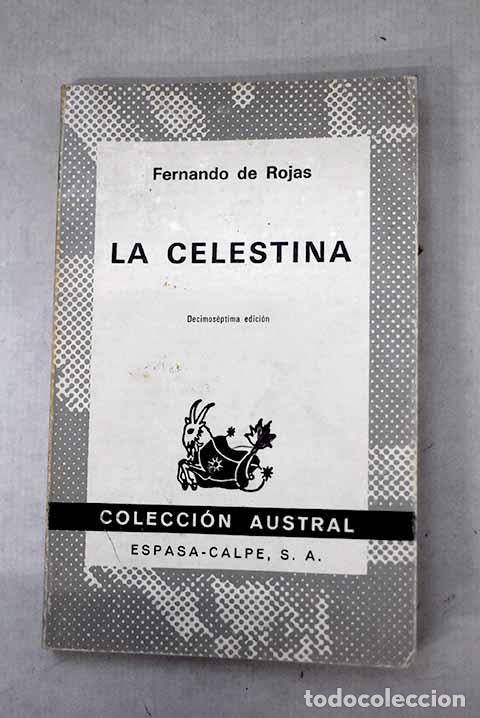 Fernando de Rojas
LA CELESTINA
Decimoséptima edición
COLECCIÓN AUSTRAL
ESPASA-CALPE, S. A.
todocoleccion